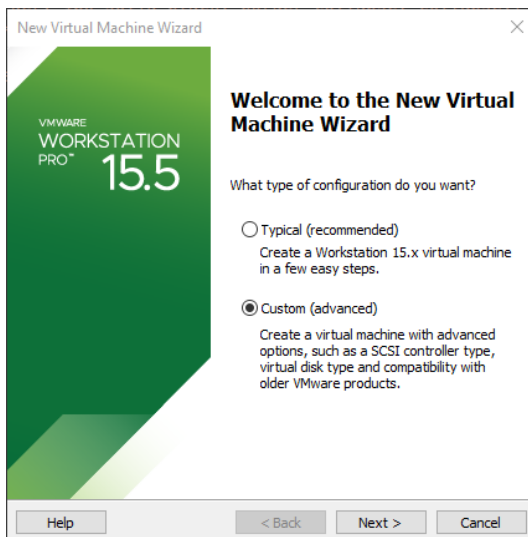 New Virtual Machine Wizard
VMWARE
WORKSTATION
PRO™ 15.5
Welcome to the New Virtual
Machine Wizard
What type of configuration do you want?
Typical (recommended)
Create a Workstation 15.x virtual machine
in a few easy steps.
Custom (advanced)
Create a virtual machine with advanced
options, such as a SCSI controller type,
virtual disk type and compatibility with
older VMware products.
Help
< Back
Next >
Cancel